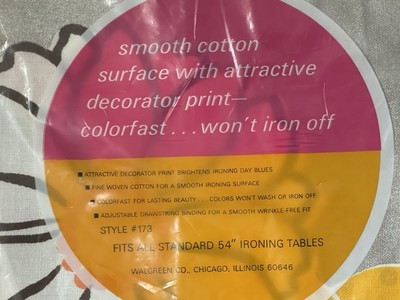 smooth cotton
surface with attractive
decorator print—
colorfast...won't iron off
■ ATTRACTIVE DECORATOR PRINT BRIGHTENS IRONING DAY BLUES
■ FINE WOVEN COTTON FOR A SMOOTH IRONING SURFACE
■ COLORFAST FOR LASTING BEAUTY...COLORS WON'T WASH OR IRON OFF
■ ADJUSTABLE DRAWSTRING BINDING FOR A SMOOTH WRINKLE-FREE FIT
STYLE #173
FITS ALL STANDARD 54" IRONING TABLES
WALGREEN CO., CHICAGO, ILLINOIS 60646